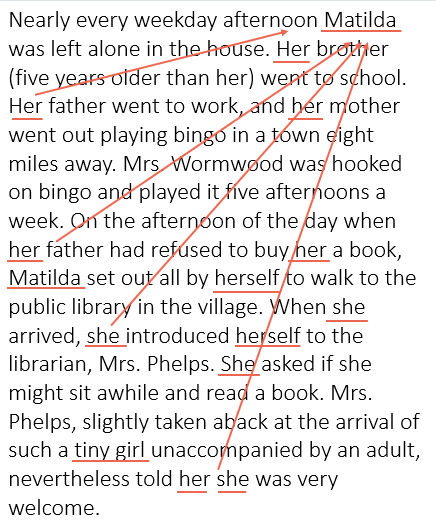 Nearly every weekday afternoon Matilda
was left alone in the house. Her brother
(five years older than her) went to school.
Her father went to work, and her mother
went out playing bingo in a town eight
miles away. Mrs Wormwood was hooked
on bingo and played it five afternoons a
week. On the afternoon of the day when
her father had refused to buy her a book,
Matilda set out all by herself to walk to the
public library in the village. When she
arrived, she introduced herself to the
librarian, Mrs. Phelps. She asked if she
might sit awhile and read a book. Mrs.
Phelps, slightly taken aback at the arrival of
such a tiny girl unaccompanied by an adult,
nevertheless told her she was very
welcome.